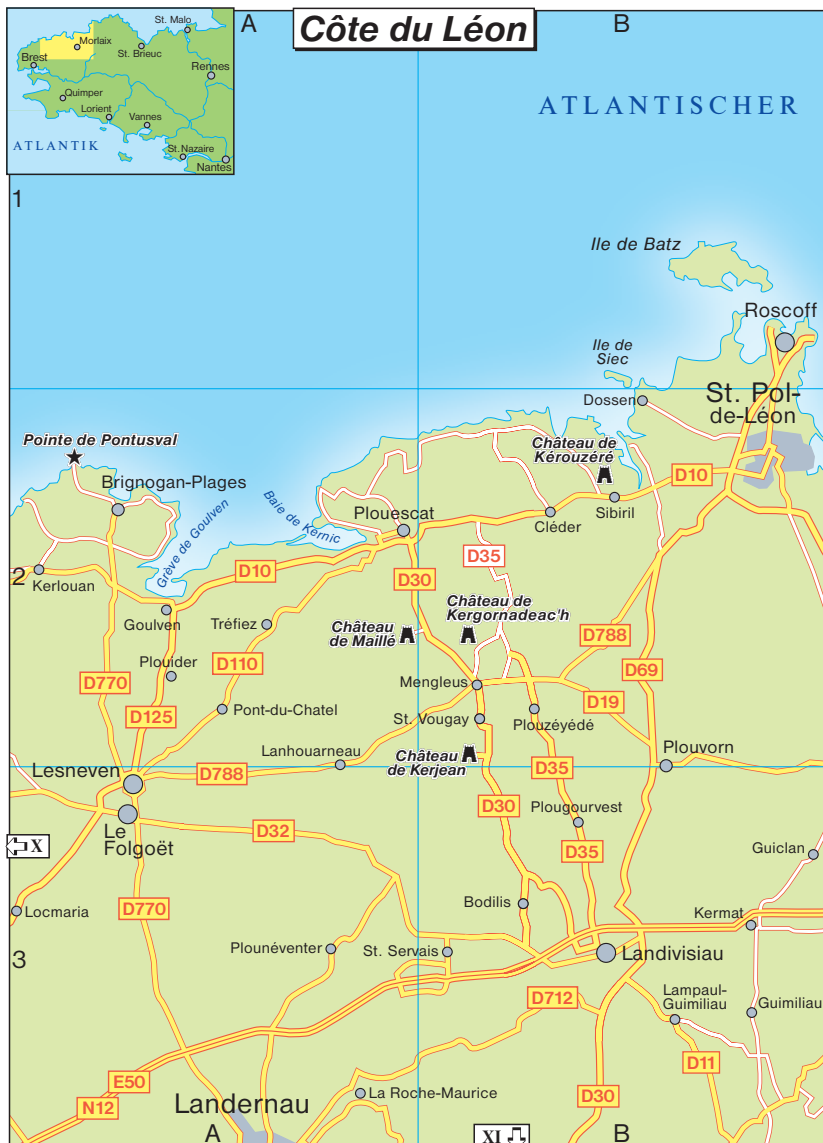 A
Côte du Léon
B
St. Malo
Morlaix
St. Brieuc
Brest
Rennes
Quimper
Lorient
Vannes
ATLANTIK
St. Nazaire
Nantes
ATLANTISCHER
1
Ile de Batz
Roscoff
Ile de
Siec
Dossen
St. Pol-
de-Léon
Pointe de Pontusval
Château de
Kérouzéré
D10
Brignogan-Plages
Baie de Kernic
Plouescat
Cléder
Sibiril
Grève de Goulven
D35
2
Kerlouan
D10
D30
Goulven
Tréfiez
Château
de Maillé
Château de
Kergornadeac'h
D788
Plouider
D110
D69
D770
Mengleus
D19
D125
Pont-du-Chatel
St. Vougay
Plouzéyédé
Lanhouarneau
Château
de Kerjean
Plouvorn
Lesneven
D788
D35
D30
Plougourvest
Le
Folgoët
D32
X
D35
Guiclan
Locmaria
D770
Bodilis
Kermat
3
Plounéventer
St. Servais
Landivisiau
D712
Lampaul-
Guimiliau
Guimiliau
D11
E50
N12
La Roche-Maurice
D30
Landernau
A
XI
B